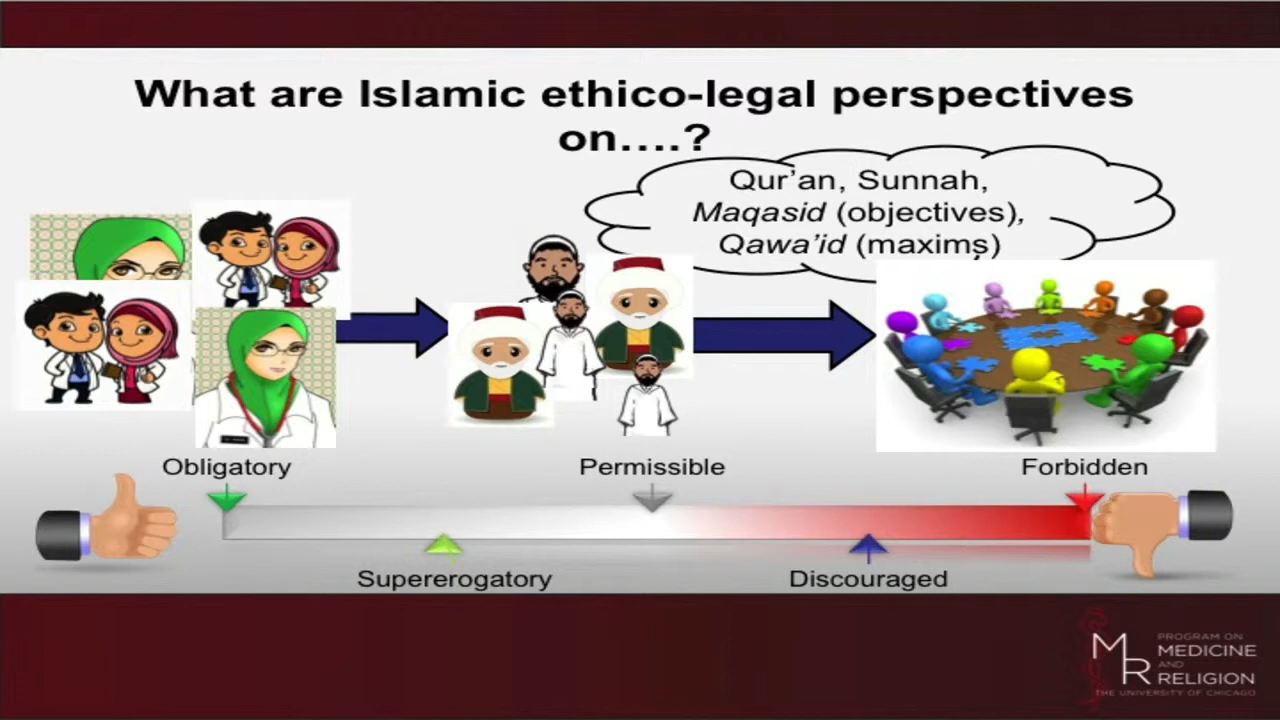 What are Islamic ethico-legal perspectives
on….?
Qur’an, Sunnah,
Maqasid (objectives),
Qawa’id (maxims)
Obligatory
Permissible
Forbidden
Supererogatory
Discouraged
MR
PROGRAM ON
MEDICINE
AND
RELIGION
THE UNIVERSITY OF CHICAGO